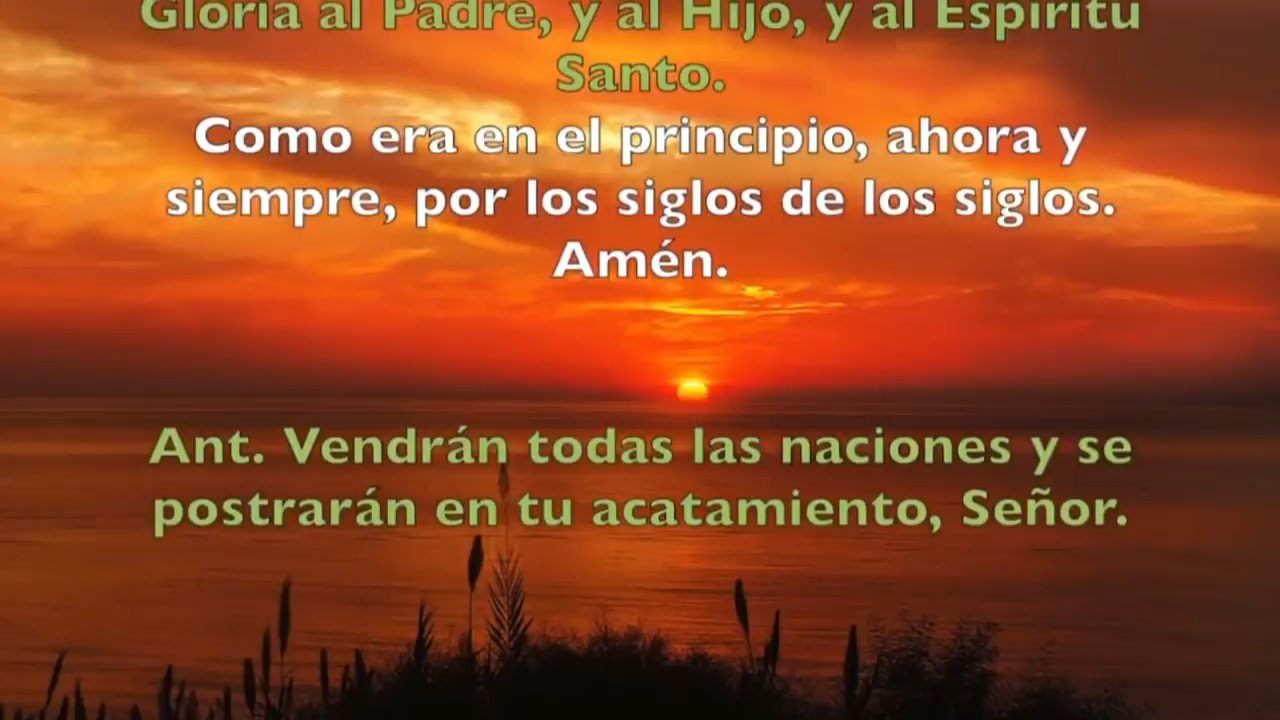 Gloria al Padre, y al Hijo, y al Espíritu
Santo.
Como era en el principio, ahora y
siempre, por los siglos de los siglos.
Amén.
Ant. Vendrán todas las naciones y se
postrarán en tu acatamiento, Señor.